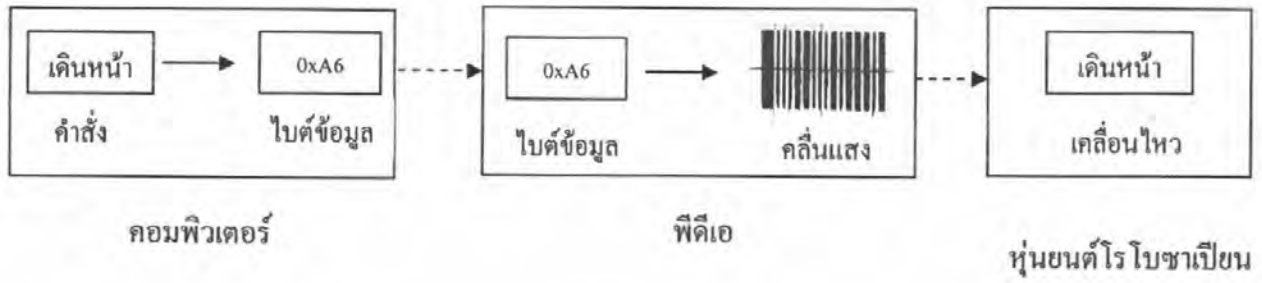 เดินหน้า
คำสั่ง
0xA6
ไบต์ข้อมูล
คอมพิวเตอร์
0xA6
ไบต์ข้อมูล
คลื่นแสง
พีดีเอ
เดินหน้า
เคลื่อนไหว
หุ่นยนต์โรโบซาเปียน